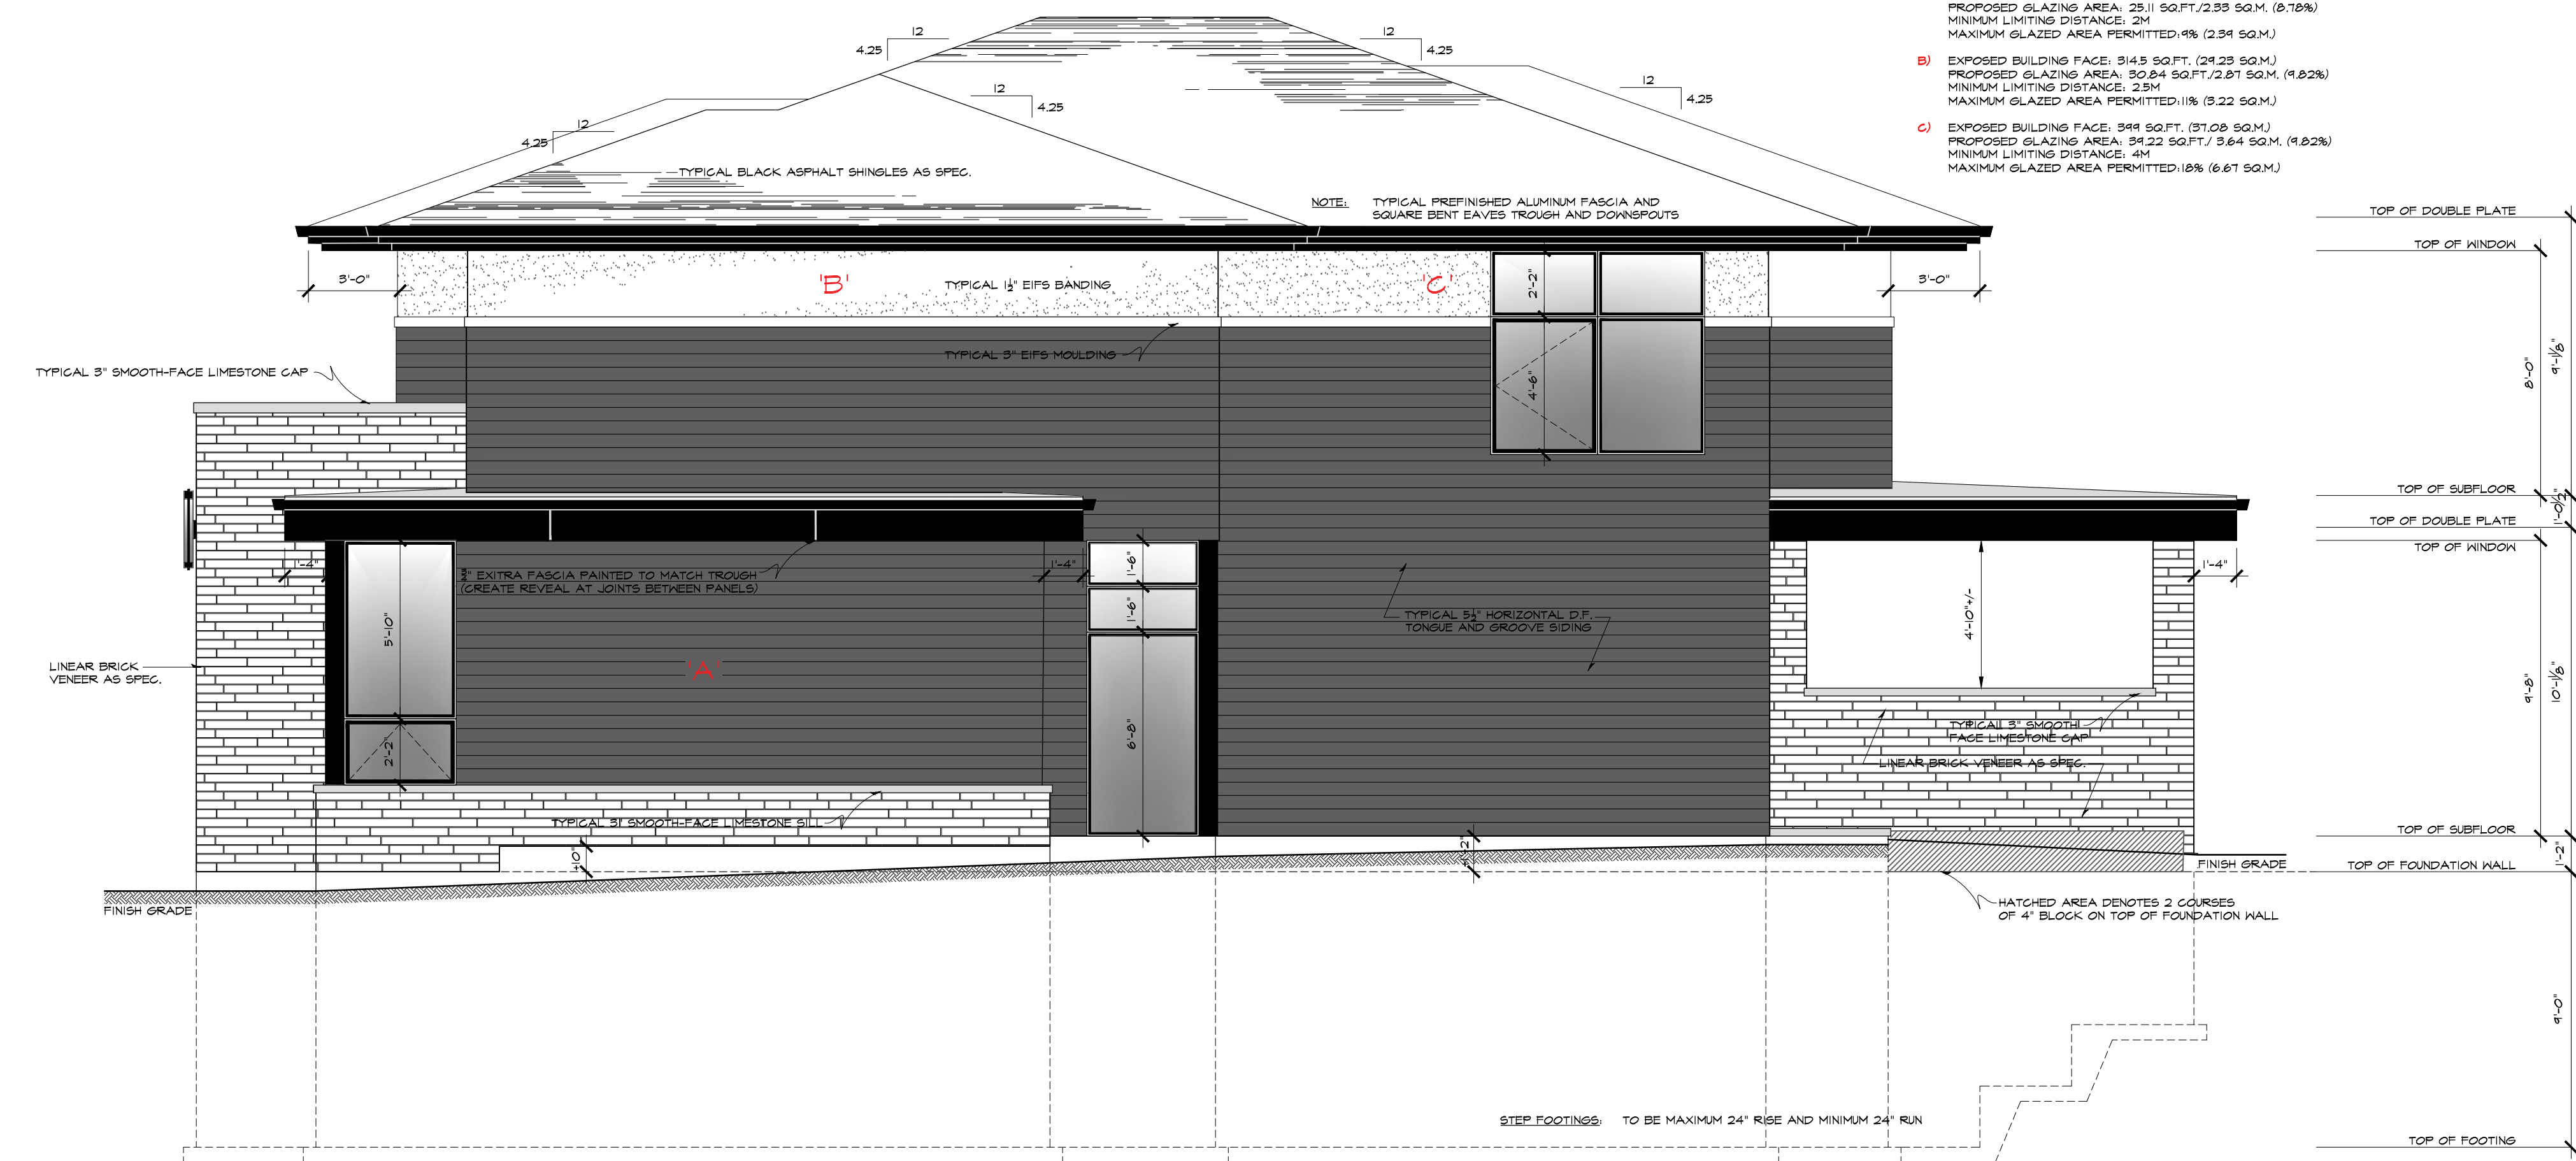 PROPOSED GLAZING AREA: 25.11 SQ.FT./2.33 SQ.M. (8.78%)
MINIMUM LIMITING DISTANCE: 2M
MAXIMUM GLAZED AREA PERMITTED:9% (2.39 SQ.M.)
B) EXPOSED BUILDING FACE: 314.5 SQ.FT. (29.23 SQ.M.)
PROPOSED GLAZING AREA: 30.84 SQ.FT./2.87 SQ.M. (9.82%)
MINIMUM LIMITING DISTANCE: 2.5M
MAXIMUM GLAZED AREA PERMITTED:11% (3.22 SQ.M.)
C) EXPOSED BUILDING FACE: 399 SQ.FT. (37.08 SQ.M.)
PROPOSED GLAZING AREA: 39.22 SQ.FT./ 3.64 SQ.M. (9.82%)
MINIMUM LIMITING DISTANCE: 4M
MAXIMUM GLAZED AREA PERMITTED:18% (6.67 SQ.M.)
12
4.25
12
4.25
12
4.25
12
4.25
12
4.25
TYPICAL BLACK ASPHALT SHINGLES AS SPEC.
NOTE: TYPICAL PREFINISHED ALUMINUM FASCIA AND
SQUARE BENT EAVES TROUGH AND DOWNSPOUTS
TOP OF DOUBLE PLATE
TOP OF WINDOW
3'-0"
'B'
TYPICAL 1½" EIFS BANDING
'C'
2'-2"
3'-0"
TYPICAL 3" EIFS MOULDING
4'-6"
8'-0"
9'-1⅛"
TYPICAL 3" SMOOTH-FACE LIMESTONE CAP
TOP OF SUBFLOOR
1'-0½"
TOP OF DOUBLE PLATE
TOP OF WINDOW
1'-4"
EXITRA FASCIA PAINTED TO MATCH TROUGH
(CREATE REVEAL AT JOINTS BETWEEN PANELS)
1'-4"
1'-6"
1'-6"
1'-4"
5'-10"
TYPICAL 5½" HORIZONTAL D.F.
TONGUE AND GROOVE SIDING
4'-10"+/-
LINEAR BRICK
VENEER AS SPEC.
'A'
9'-8"
10'-1⅛"
2'-2"
6'-8"
TYPICAL 3" SMOOTH
FACE LIMESTONE CAP
LINEAR BRICK VENEER AS SPEC.
TYPICAL 3" SMOOTH-FACE LIMESTONE SILL
TOP OF SUBFLOOR
±10"
1'-2"
FINISH GRADE
TOP OF FOUNDATION WALL
FINISH GRADE
HATCHED AREA DENOTES 2 COURSES
OF 4" BLOCK ON TOP OF FOUNDATION WALL
9'-0"
STEP FOOTINGS: TO BE MAXIMUM 24" RISE AND MINIMUM 24" RUN
TOP OF FOOTING